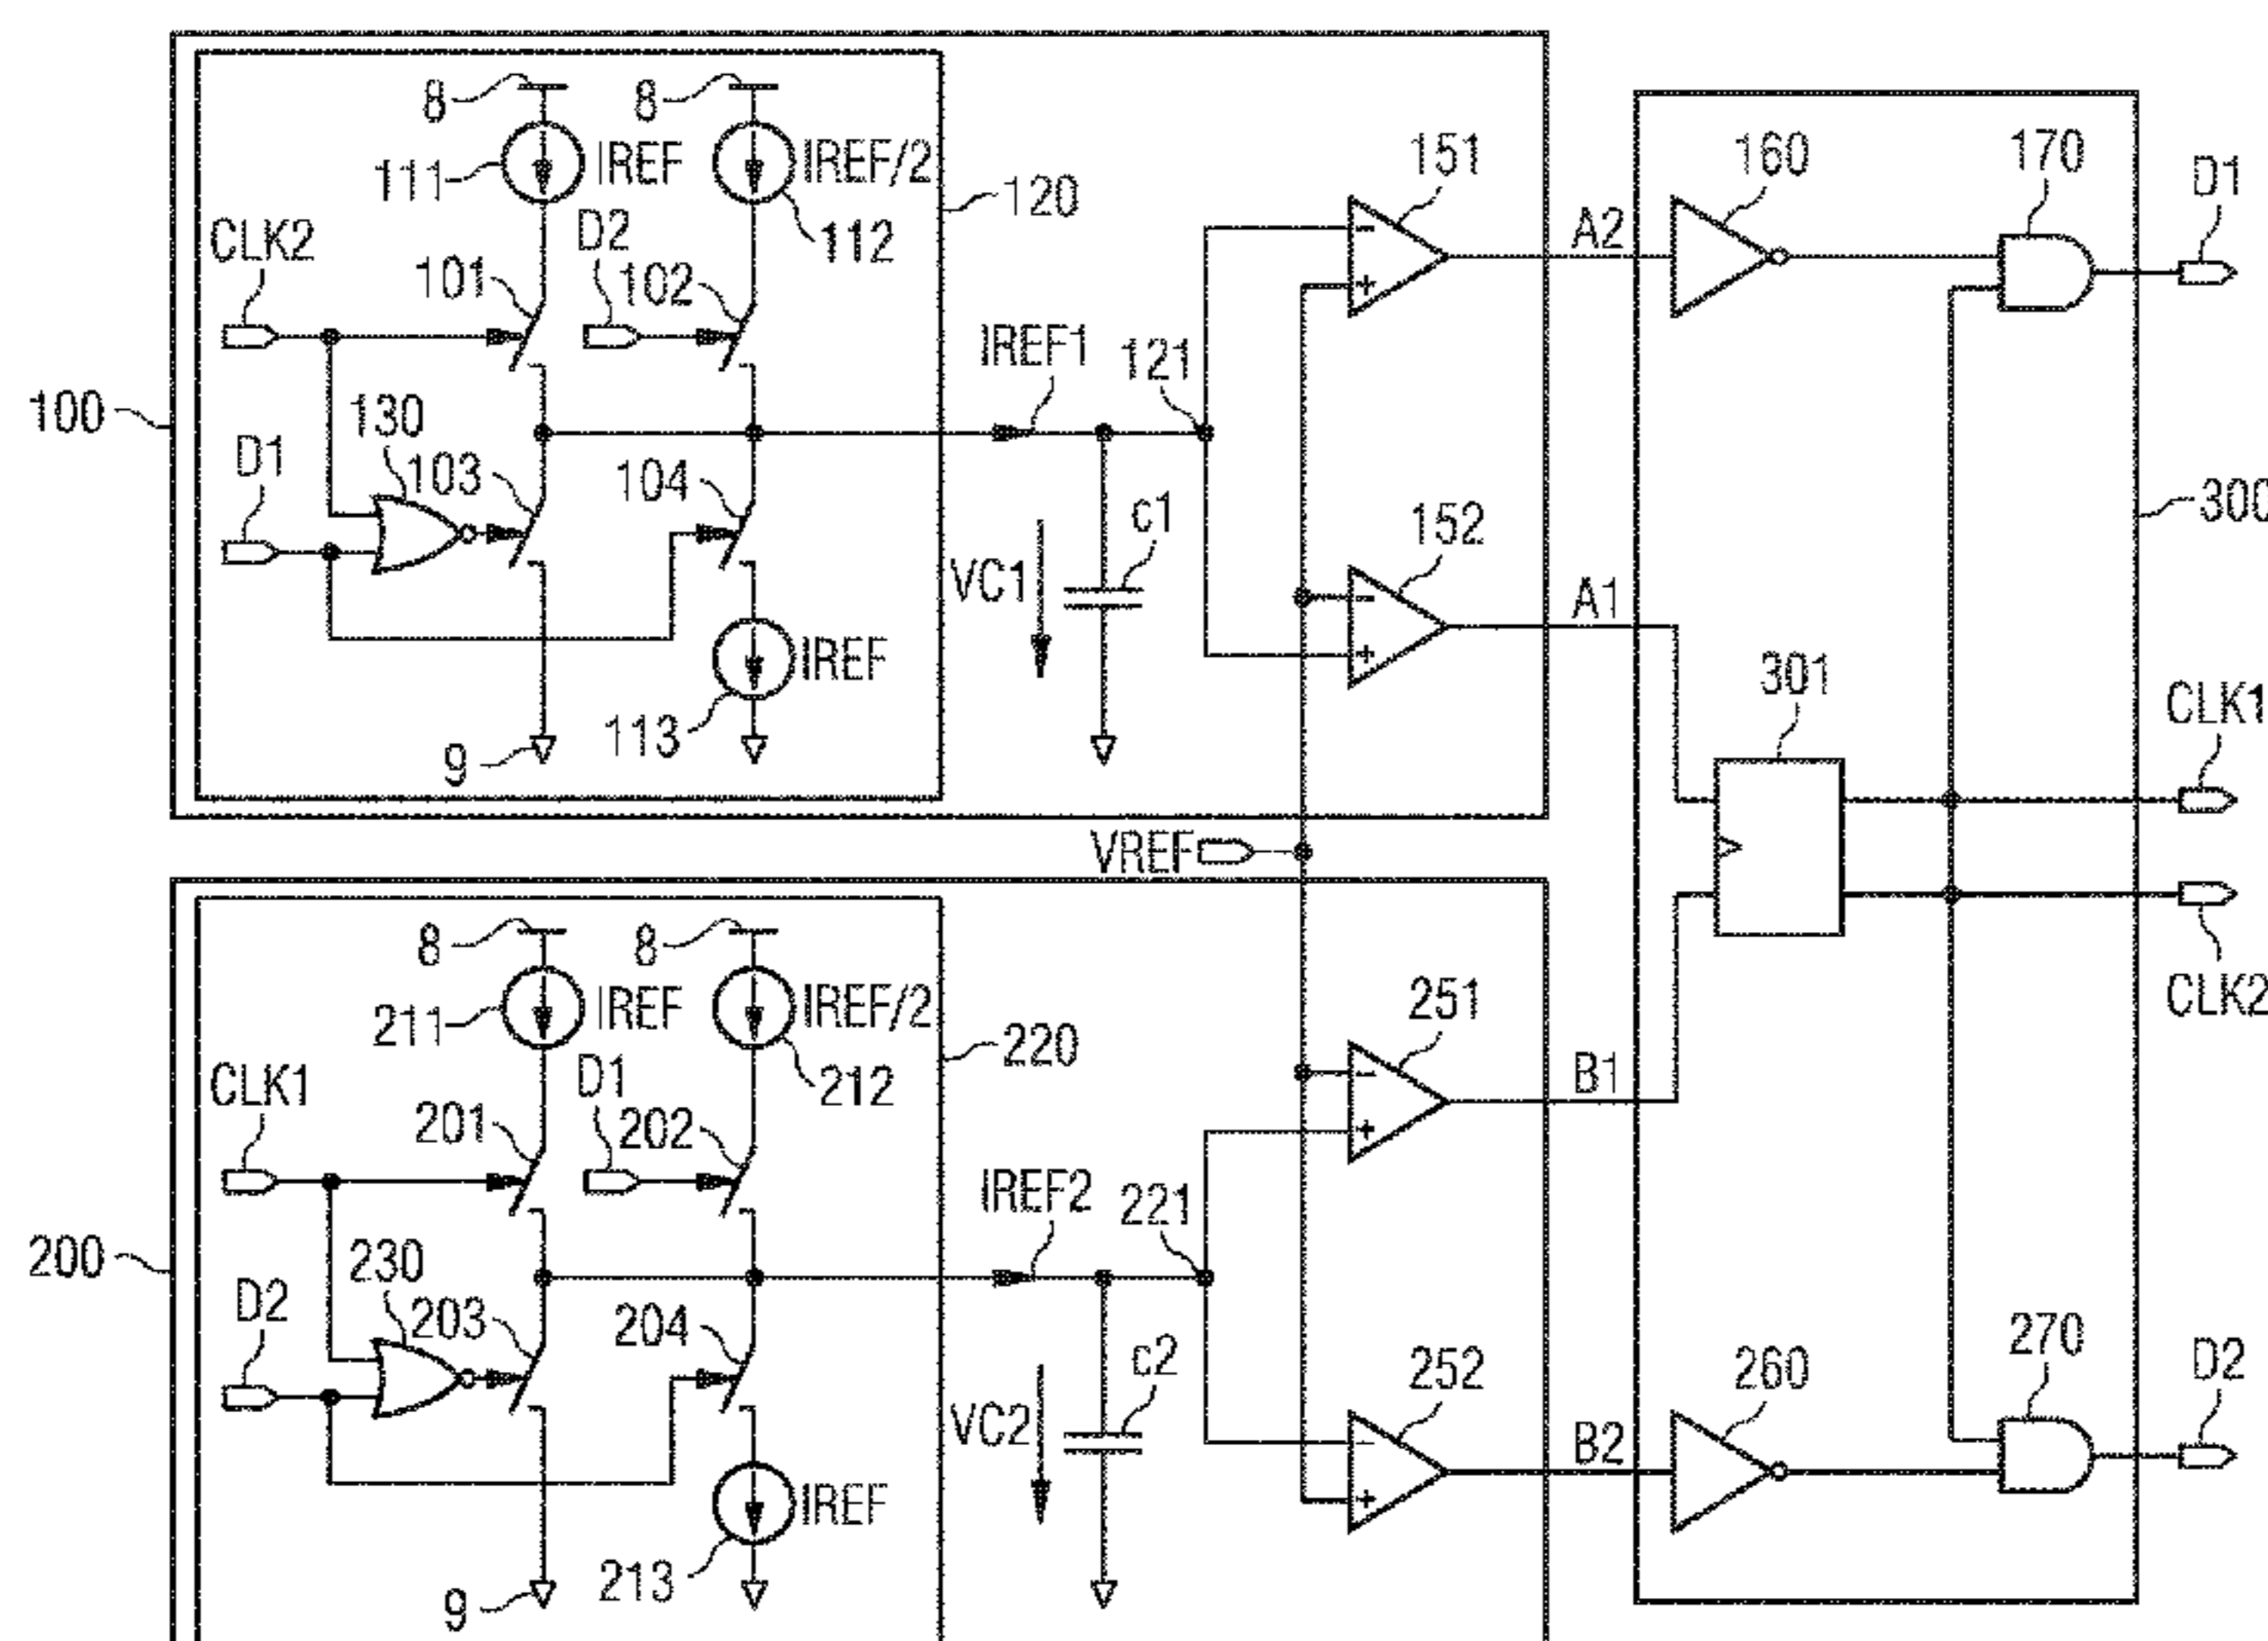 8
8
111
IREF
IREF/2
112
120
151
160
170
D1
CLK2
D2
101
102
A2
IREF1
121
100
D1
130
103
104
VC1
c1
152
A1
300
IREF
113
9
301
CLK1
VREF
8
8
211
IREF
IREF/2
212
220
251
CLK2
CLK1
D1
201
202
B1
IREF2
221
200
D2
230
203
204
VC2
c2
252
B2
260
270
D2
IREF
213
9
+
-
-
+
-
+
-
+